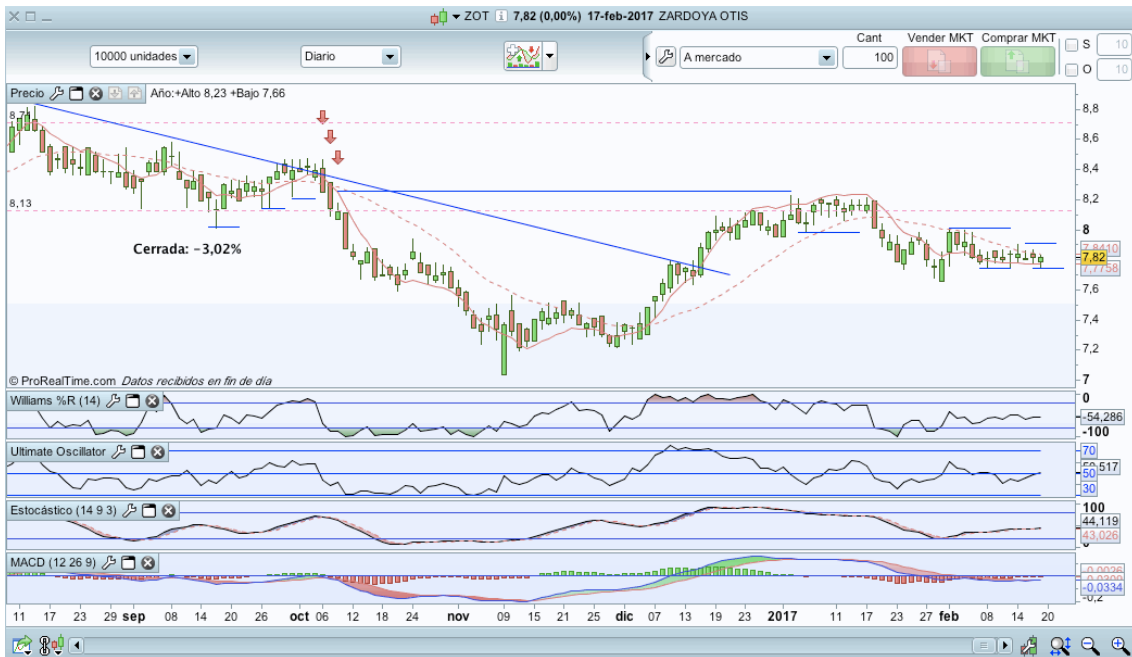 ZOT 7,82 (0,00%) 17-feb-2017 ZARDOYA OTIS
10000 unidades
Diario
A mercado
Cant
100
Vender MKT
Comprar MKT
S
10
O
10
Precio
Año:+Alto 8,23 +Bajo 7,66
8,71
8,13
Cerrada: −3,02%
8,8
8,6
8,4
8,2
8
7,8410
7,82
7,7758
7,6
7,4
7,2
7
© ProRealTime.com Datos recibidos en fin de día
Williams %R (14)
0
-54,286
-100
Ultimate Oscillator
70
50
30
Estocástico (14 9 3)
100
44,119
43,026
MACD (12 26 9)
-0,0334
-0,2
11 17 23 29 sep 08 14 20 26 oct 06 12 18 24 nov 09 15 21 25 dic 07 13 19 23 2017 11 17 23 27 feb 08 14 20